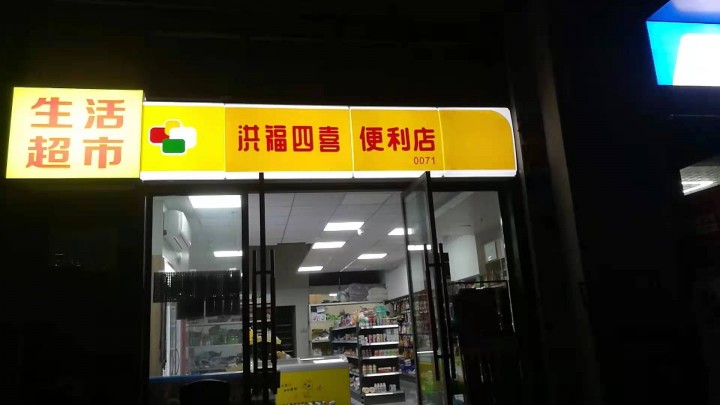 生活
超市
洪福四喜 便利店
0071